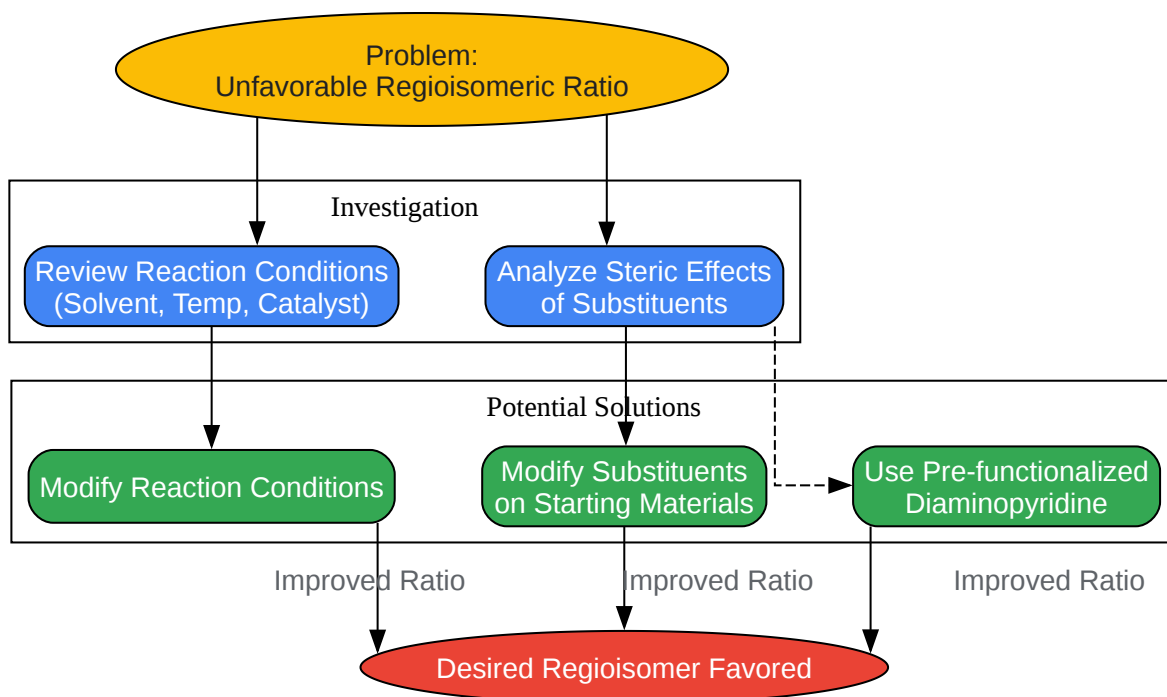 Problem:
Unfavorable Regioisomeric Ratio
Investigation
Review Reaction Conditions
(Solvent, Temp, Catalyst)
Analyze Steric Effects
of Substituents
Potential Solutions
Modify Reaction Conditions
Modify Substituents
on Starting Materials
Use Pre-functionalized
Diaminopyridine
Improved Ratio
Improved Ratio
Improved Ratio
Desired Regioisomer Favored